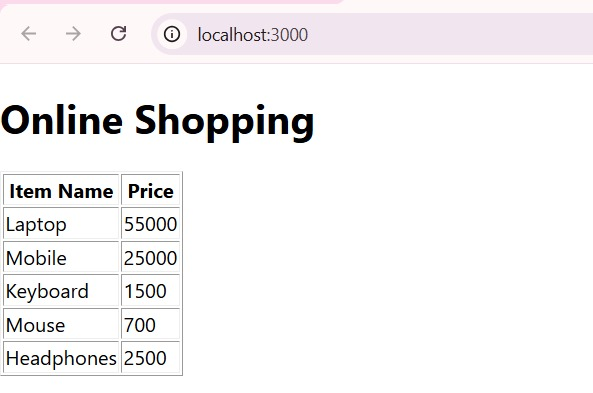 localhost:3000
Online Shopping
Item Name Price
Laptop 55000
Mobile 25000
Keyboard 1500
Mouse 700
Headphones 2500